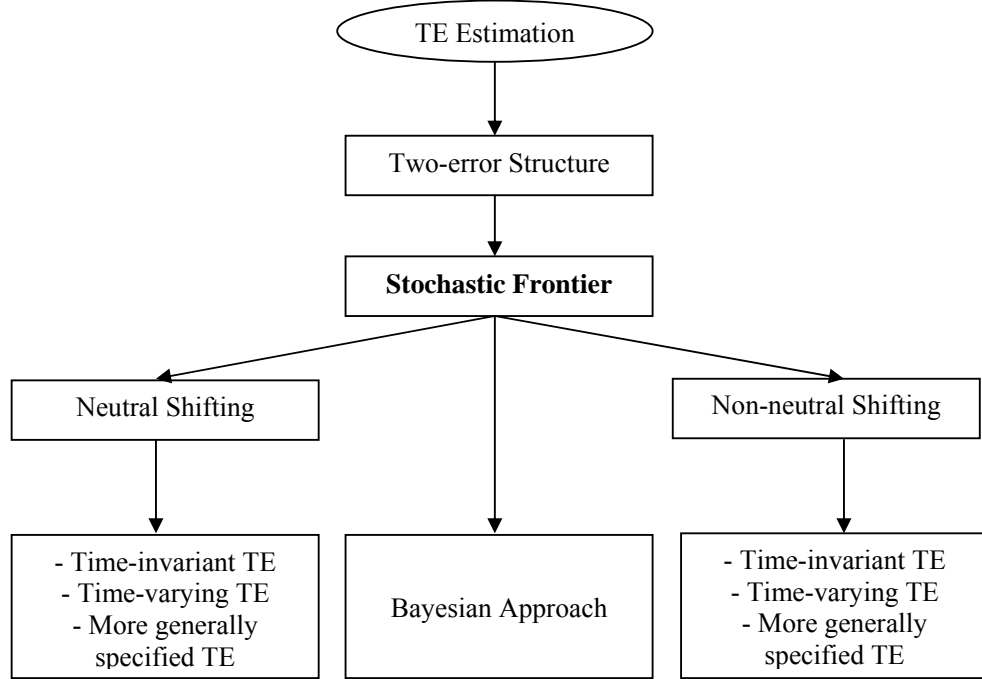 TE Estimation
Two-error Structure
Stochastic Frontier
Neutral Shifting
Non-neutral Shifting
- Time-invariant TE
- Time-varying TE
- More generally
specified TE
Bayesian Approach
- Time-invariant TE
- Time-varying TE
- More generally
specified TE